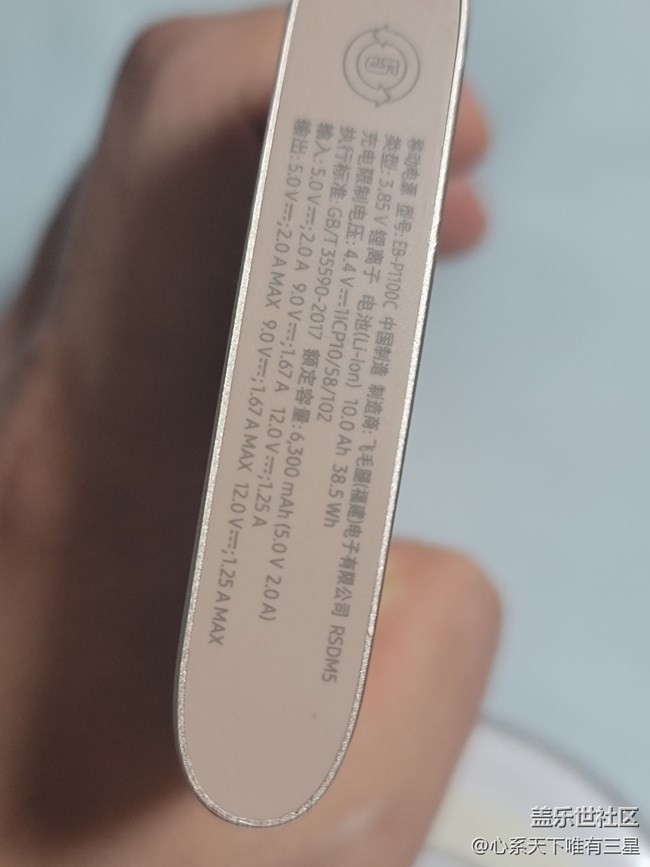 移动电源 型号: EB-P1100C 中国制造 制造商: 飞毛腿(福建)电子有限公司 RSDM5
类型: 3.85 V 锂离子 电池(Li-ion) 10.0 Ah 38.5 Wh
充电限制电压: 4.4 V⎓1ICP10/58/102
执行标准: GB/T 35590-2017 额定容量: 6,300 mAh (5.0 V 2.0 A)
输入: 5.0 V⎓;2.0 A 9.0 V⎓;1.67 A 12.0 V⎓;1.25 A
输出: 5.0 V⎓;2.0 A MAX 9.0 V⎓;1.67 A MAX 12.0 V⎓;1.25 A MAX
盖乐世社区
@心系天下唯有三星